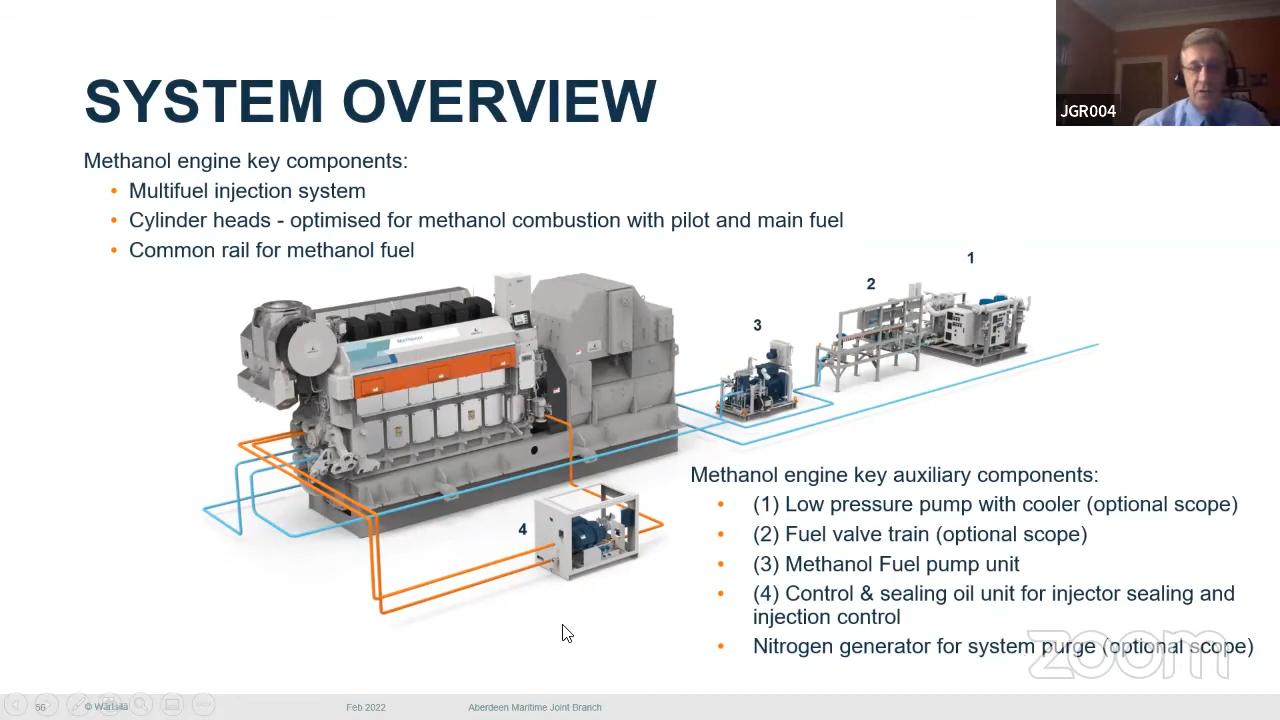 SYSTEM OVERVIEW
JGR004
Methanol engine key components:
• Multifuel injection system
• Cylinder heads - optimised for methanol combustion with pilot and main fuel
• Common rail for methanol fuel
1
2
3
Methanol
4
Methanol engine key auxiliary components:
• (1) Low pressure pump with cooler (optional scope)
• (2) Fuel valve train (optional scope)
• (3) Methanol Fuel pump unit
• (4) Control & sealing oil unit for injector sealing and
injection control
• Nitrogen generator for system purge (optional scope)
zoom
56
© Wärtsilä
Feb 2022
Aberdeen Maritime Joint Branch